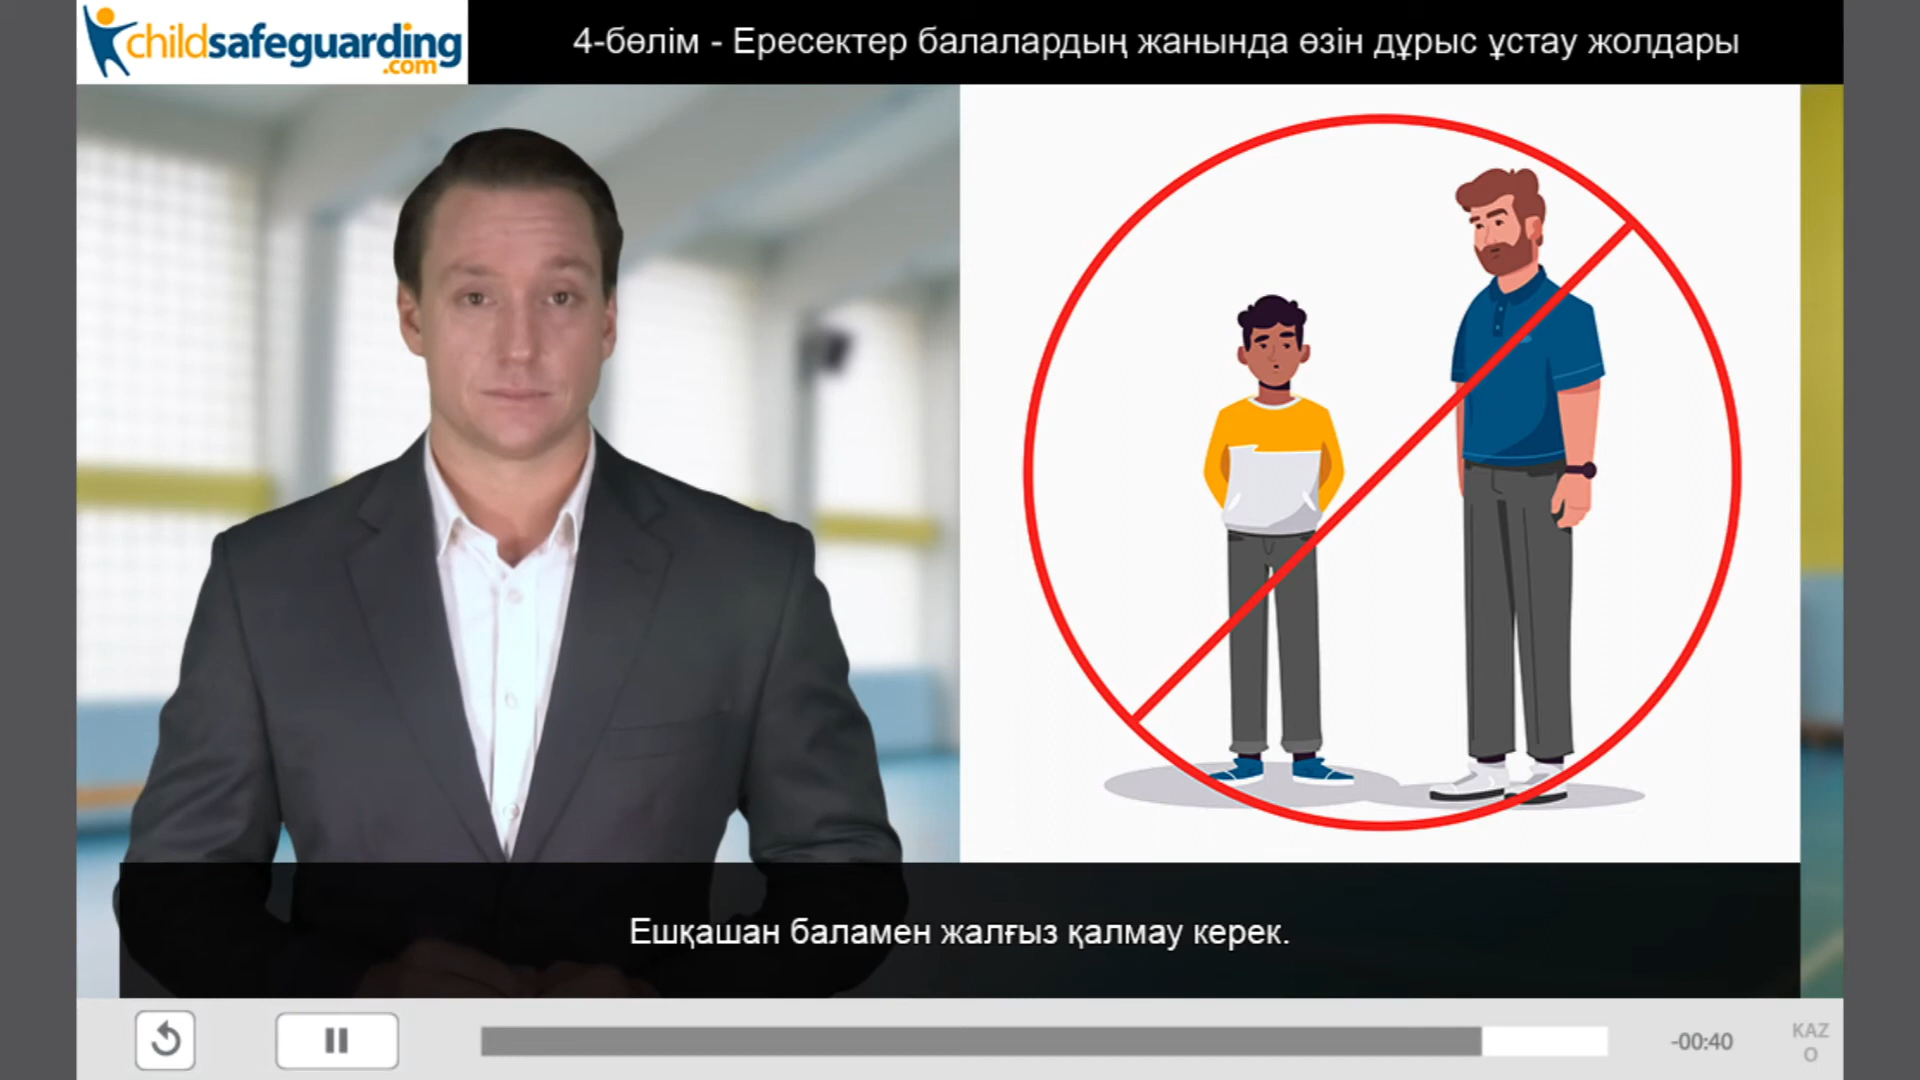 childsafeguarding
.com
4-бөлім - Ересектер балалардың жанында өзін дұрыс ұстау жолдары
Ешқашан баламен жалғыз қалмау керек.
-00:40
KAZ
O